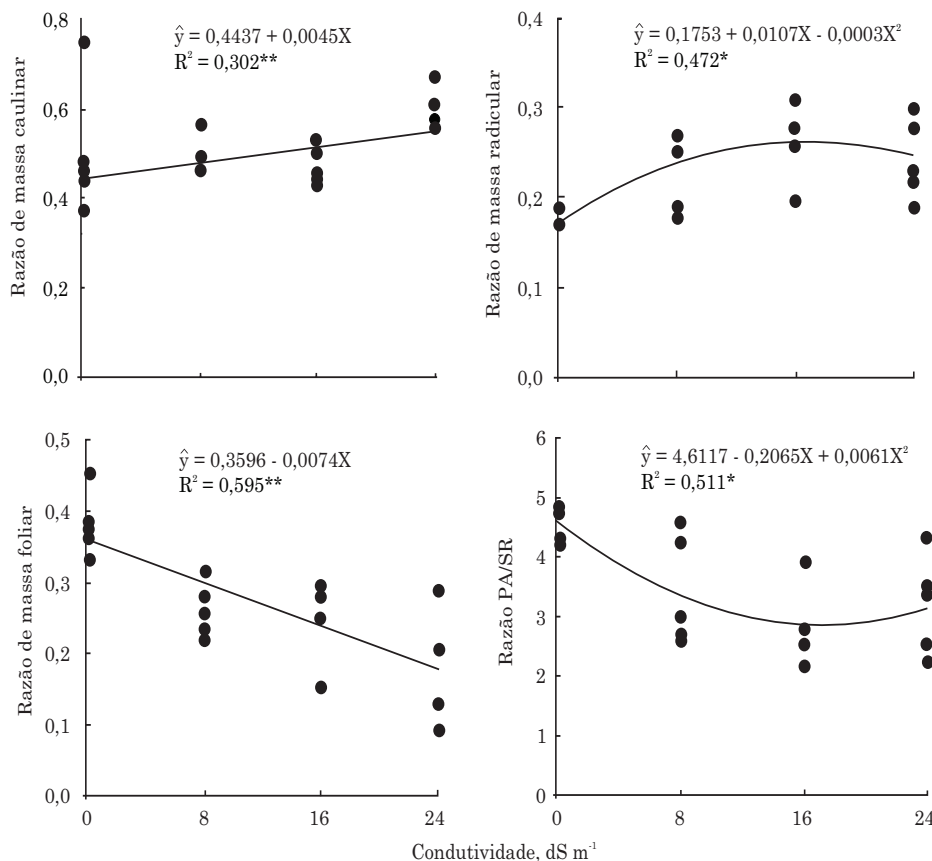 ŷ = 0,4437 + 0,0045X
R² = 0,302**
Razão de massa caulinar
0,8
0,6
0,4
0,2
0,0
ŷ = 0,1753 + 0,0107X - 0,0003X²
R² = 0,472*
Razão de massa radicular
0,4
0,3
0,2
0,1
0,0
ŷ = 0,3596 - 0,0074X
R² = 0,595**
Razão de massa foliar
0,5
0,4
0,3
0,2
0,1
0,0
0 8 16 24
ŷ = 4,6117 - 0,2065X + 0,0061X²
R² = 0,511*
Razão PA/SR
6
5
4
3
2
1
0
0 8 16 24
Condutividade, dS m⁻¹